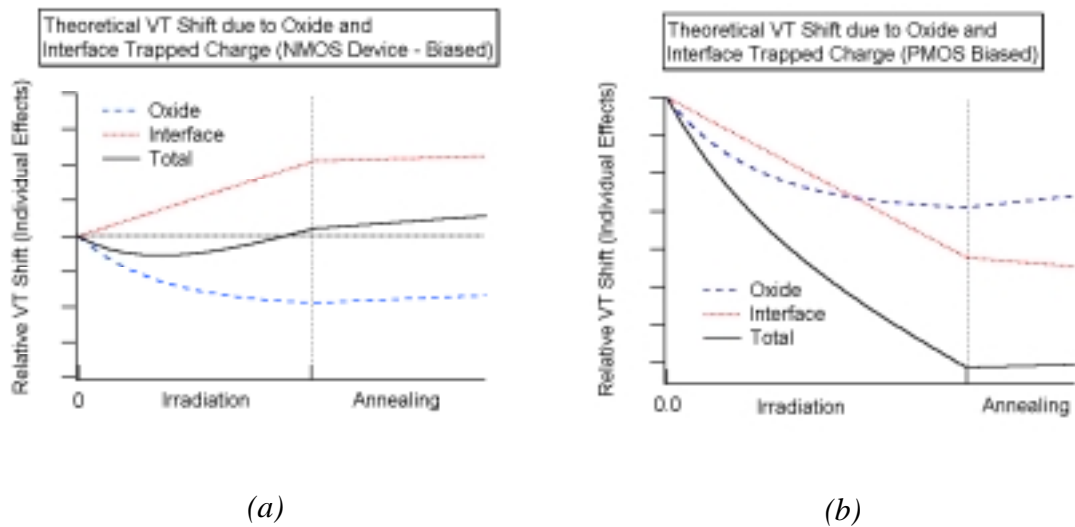 Theoretical VT Shift due to Oxide and
Interface Trapped Charge (NMOS Device - Biased)
Relative VT Shift (Individual Effects)
Oxide
Interface
Total
0
Irradiation
Annealing
(a)
Theoretical VT Shift due to Oxide and
Interface Trapped Charge (PMOS Biased)
Relative VT Shift (Individual Effects)
Oxide
Interface
Total
0.0
Irradiation
Annealing
(b)